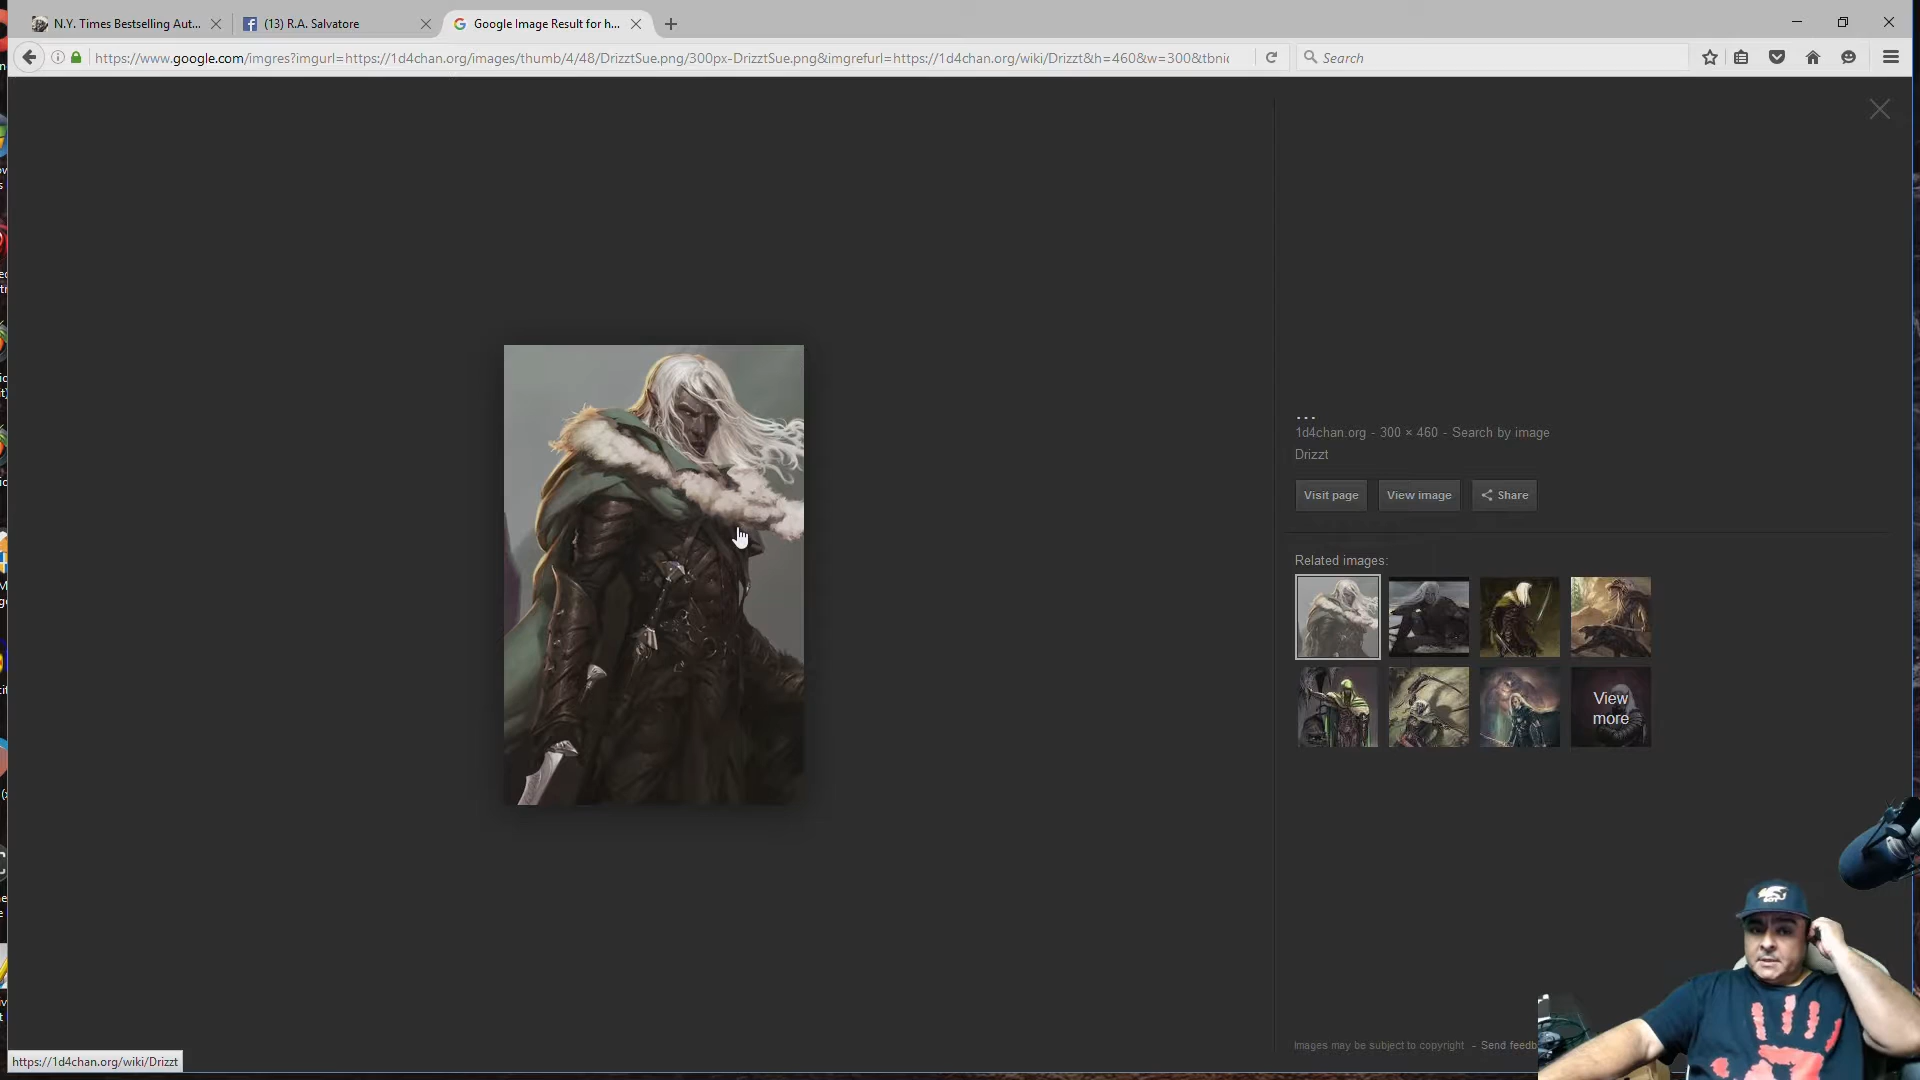 N.Y. Times Bestselling Aut...
(13) R.A. Salvatore
Google Image Result for h...
https://www.google.com/imgres?imgurl=https://1d4chan.org/images/thumb/4/48/DrizztSue.png/300px-DrizztSue.png&imgrefurl=https://1d4chan.org/wiki/Drizzt&h=460&w=300&tbnic
Search
...
1d4chan.org - 300 × 460 - Search by image
Drizzt
Visit page
View image
Share
Related images:
View
more
Images may be subject to copyright - Send feedb
https://1d4chan.org/wiki/Drizzt